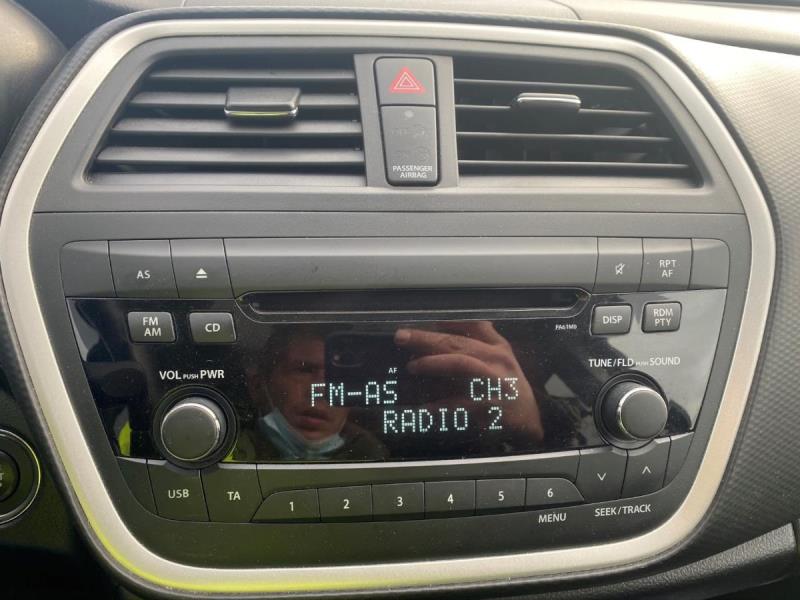 PASSENGER
AIRBAG
AS
RPT
AF
FM
AM
CD
PA61M0
DISP
RDM
PTY
VOL PUSH PWR
TUNE/FLD PUSH SOUND
AF
FM-AS CH3
RADIO 2
USB
TA
1 2 3 4 5 6
MENU
SEEK/TRACK